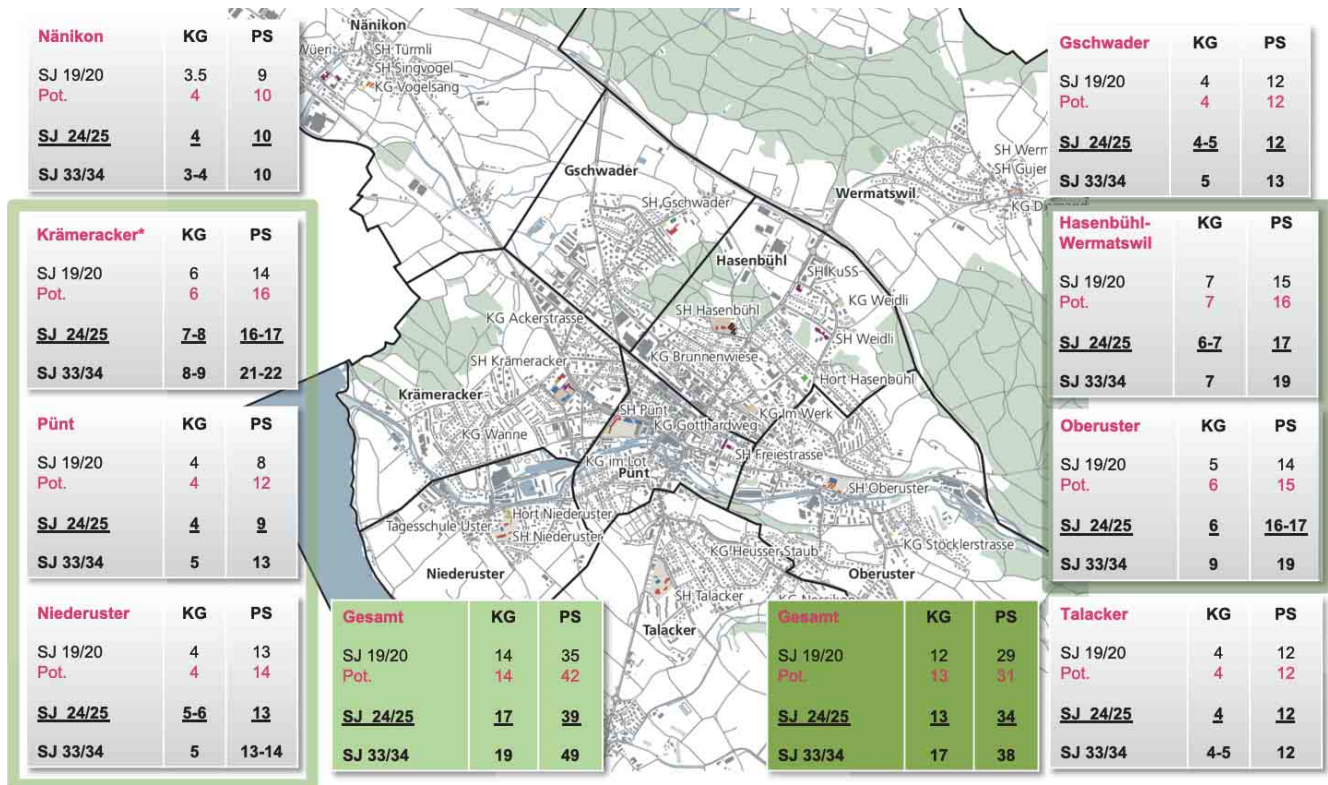 Nänikon KG PS
SJ 19/20 3.5 9
Pot. 4 10
SJ 24/25 4 10
SJ 33/34 3-4 10
Krämeracker* KG PS
SJ 19/20 6 14
Pot. 6 16
SJ 24/25 7-8 16-17
SJ 33/34 8-9 21-22
Pünt KG PS
SJ 19/20 4 8
Pot. 4 12
SJ 24/25 4 9
SJ 33/34 5 13
Niederuster KG PS
SJ 19/20 4 13
Pot. 4 14
SJ 24/25 5-6 13
SJ 33/34 5 13-14
Nänikon
Wüeri
SH Türmli
SH Singvogel
KG Vogelsang
Gschwader
SH Gschwader
Wermatswil
SH Werm
SH Gujer
Hasenbühl
SH KuSS
KG Weidli
SH Hasenbühl
SH Weidli
KG Ackerstrasse
KG Brunnenwiese
SH Krämeracker
Hort Hasenbühl
Krämeracker
SH Pünt
KG Im Werk
KG Gotthardweg
KG Wanne
SH Freiestrasse
KG im Lot
Pünt
SH Oberuster
Hort Niederuster
Tagesschule Uster
SH Niederuster
KG Heusser Staub
KG Stöcklerstrasse
Niederuster
Oberuster
SH Talacker
Talacker
Gesamt KG PS
SJ 19/20 14 35
Pot. 14 42
SJ 24/25 17 39
SJ 33/34 19 49
Gesamt KG PS
SJ 19/20 12 29
Pot. 13 31
SJ 24/25 13 34
SJ 33/34 17 38
Gschwader KG PS
SJ 19/20 4 12
Pot. 4 12
SJ 24/25 4-5 12
SJ 33/34 5 13
Hasenbühl- KG PS
Wermatswil
SJ 19/20 7 15
Pot. 7 16
SJ 24/25 6-7 17
SJ 33/34 7 19
Oberuster KG PS
SJ 19/20 5 14
Pot. 6 15
SJ 24/25 6 16-17
SJ 33/34 9 19
Talacker KG PS
SJ 19/20 4 12
Pot. 4 12
SJ 24/25 4 12
SJ 33/34 4-5 12